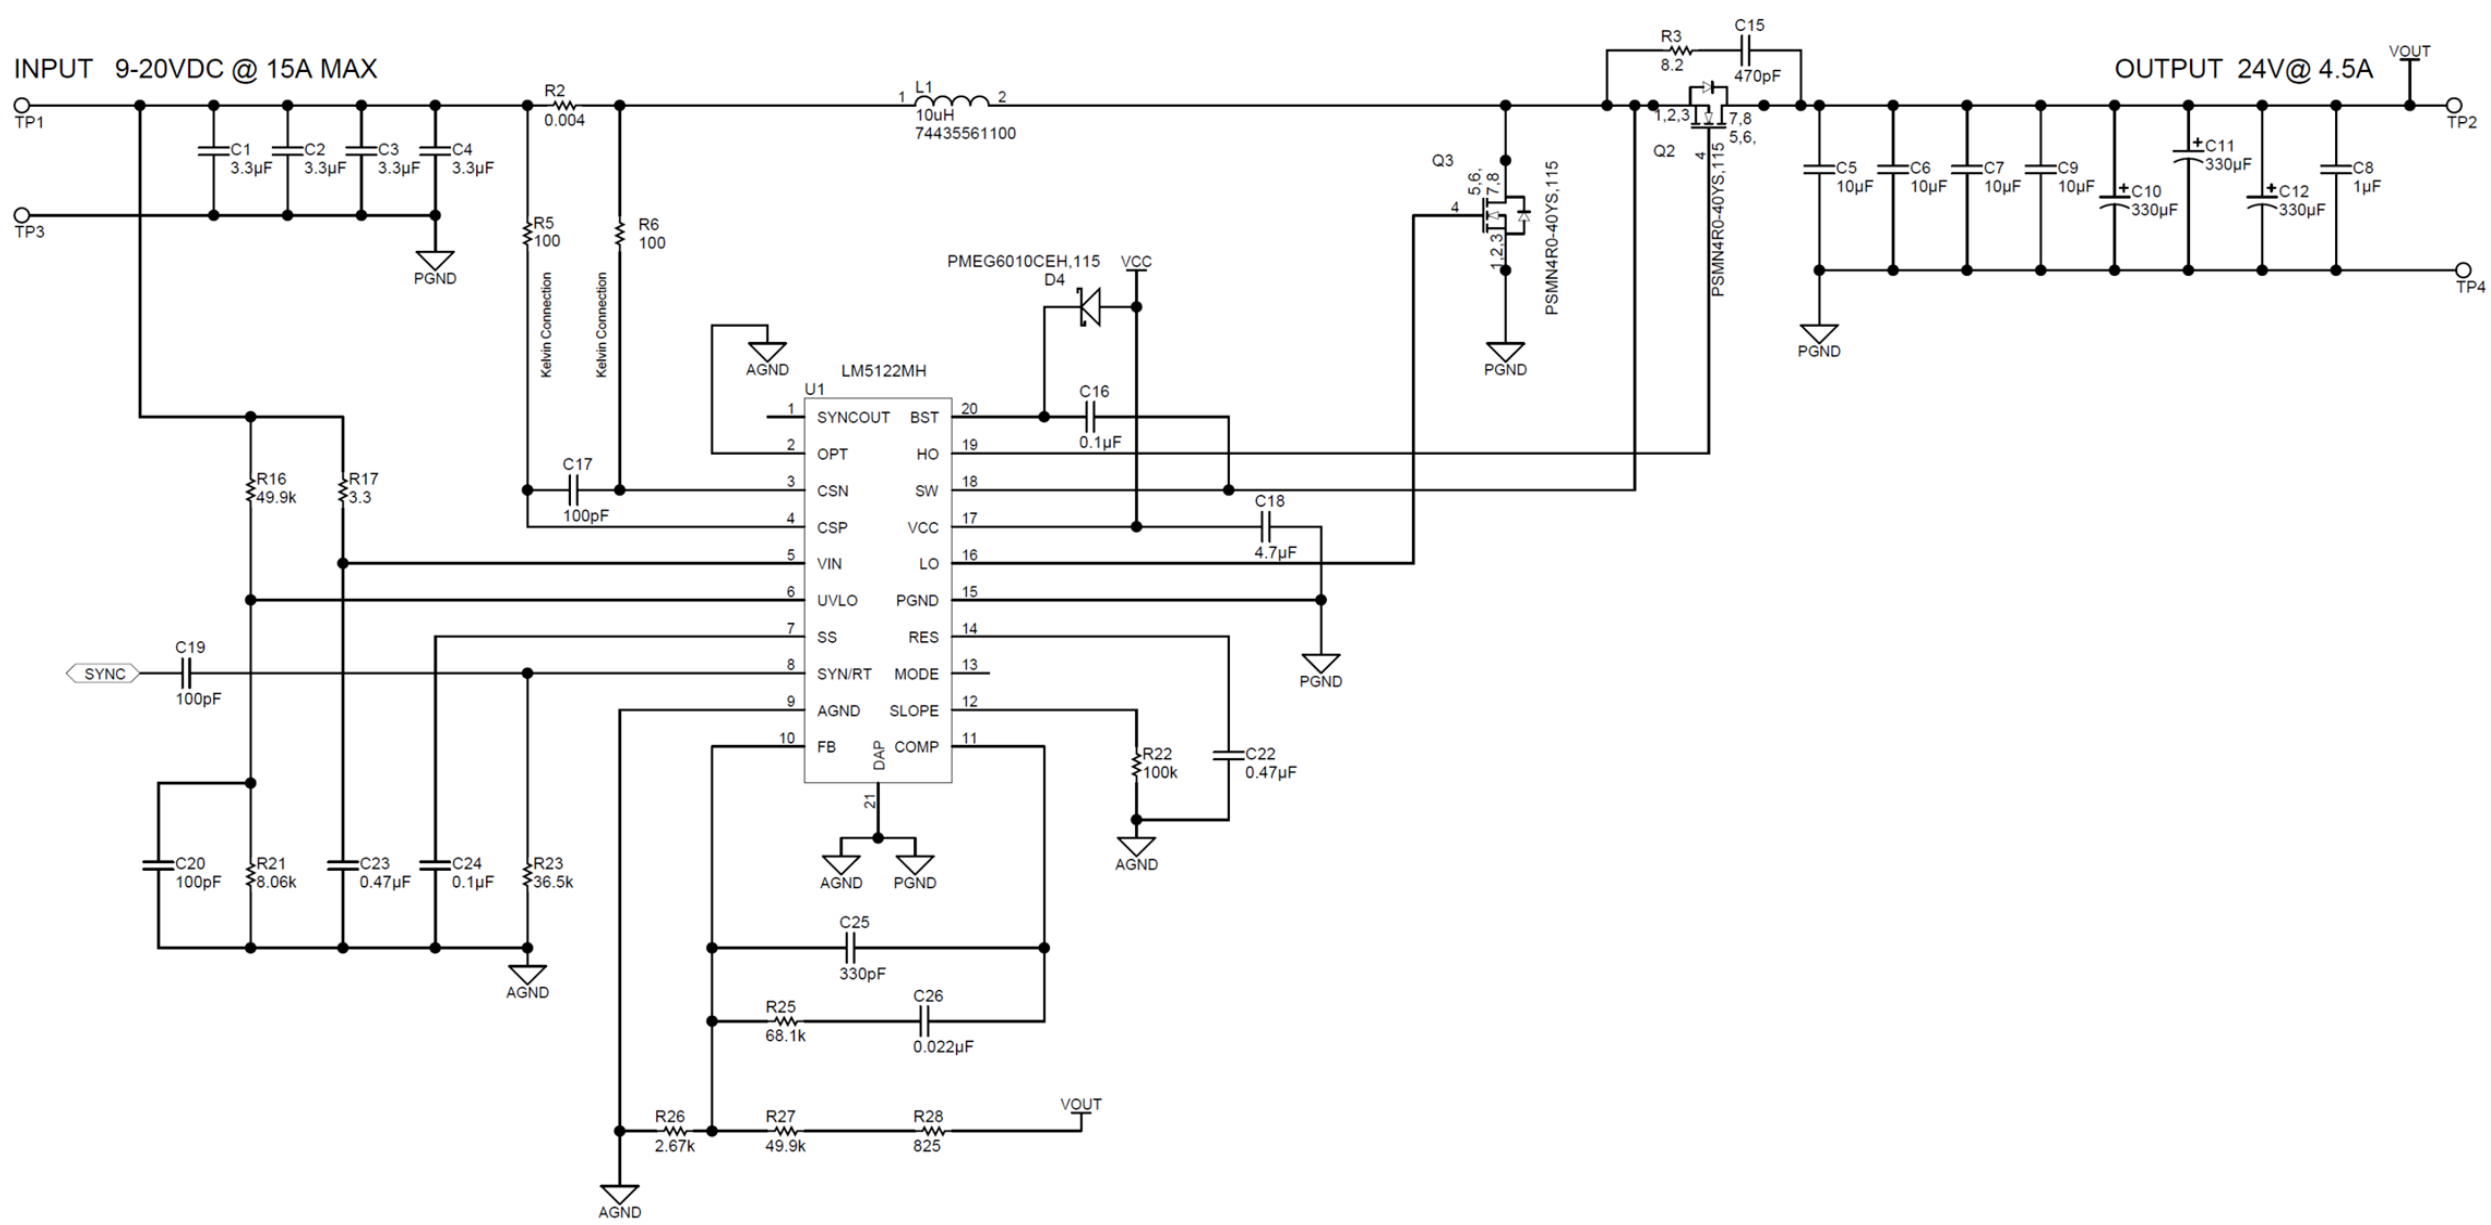 INPUT 9-20VDC @ 15A MAX
OUTPUT 24V@ 4.5A
VOUT
TP1
TP3
TP2
TP4
C1
3.3µF
C2
3.3µF
C3
3.3µF
C4
3.3µF
PGND
R2
0.004
R5
100
R6
100
Kelvin Connection
Kelvin Connection
1
L1
2
10uH
74435561100
R3
8.2
C15
470pF
1,2,3
7,8
5,6,
Q2
4
PSMN4R0-40YS,115
Q3
4
5,6,
7,8
1,2,3
PSMN4R0-40YS,115
PGND
C5
10µF
C6
10µF
C7
10µF
C9
10µF
+
C10
330µF
+
C11
330µF
+
C12
330µF
C8
1µF
PGND
PMEG6010CEH,115
D4
VCC
AGND
LM5122MH
U1
1
SYNCOUT
2
OPT
3
CSN
4
CSP
5
VIN
6
UVLO
7
SS
8
SYN/RT
9
AGND
10
FB
BST
20
HO
19
SW
18
VCC
17
LO
16
PGND
15
RES
14
MODE
13
SLOPE
12
COMP
11
DAP
21
AGND
PGND
C16
0.1µF
C18
4.7µF
PGND
C17
100pF
R16
49.9k
R17
3.3
SYNC
C19
100pF
C20
100pF
R21
8.06k
C23
0.47µF
C24
0.1µF
R23
36.5k
AGND
R22
100k
C22
0.47µF
AGND
C25
330pF
R25
68.1k
C26
0.022µF
R26
2.67k
R27
49.9k
R28
825
VOUT
AGND